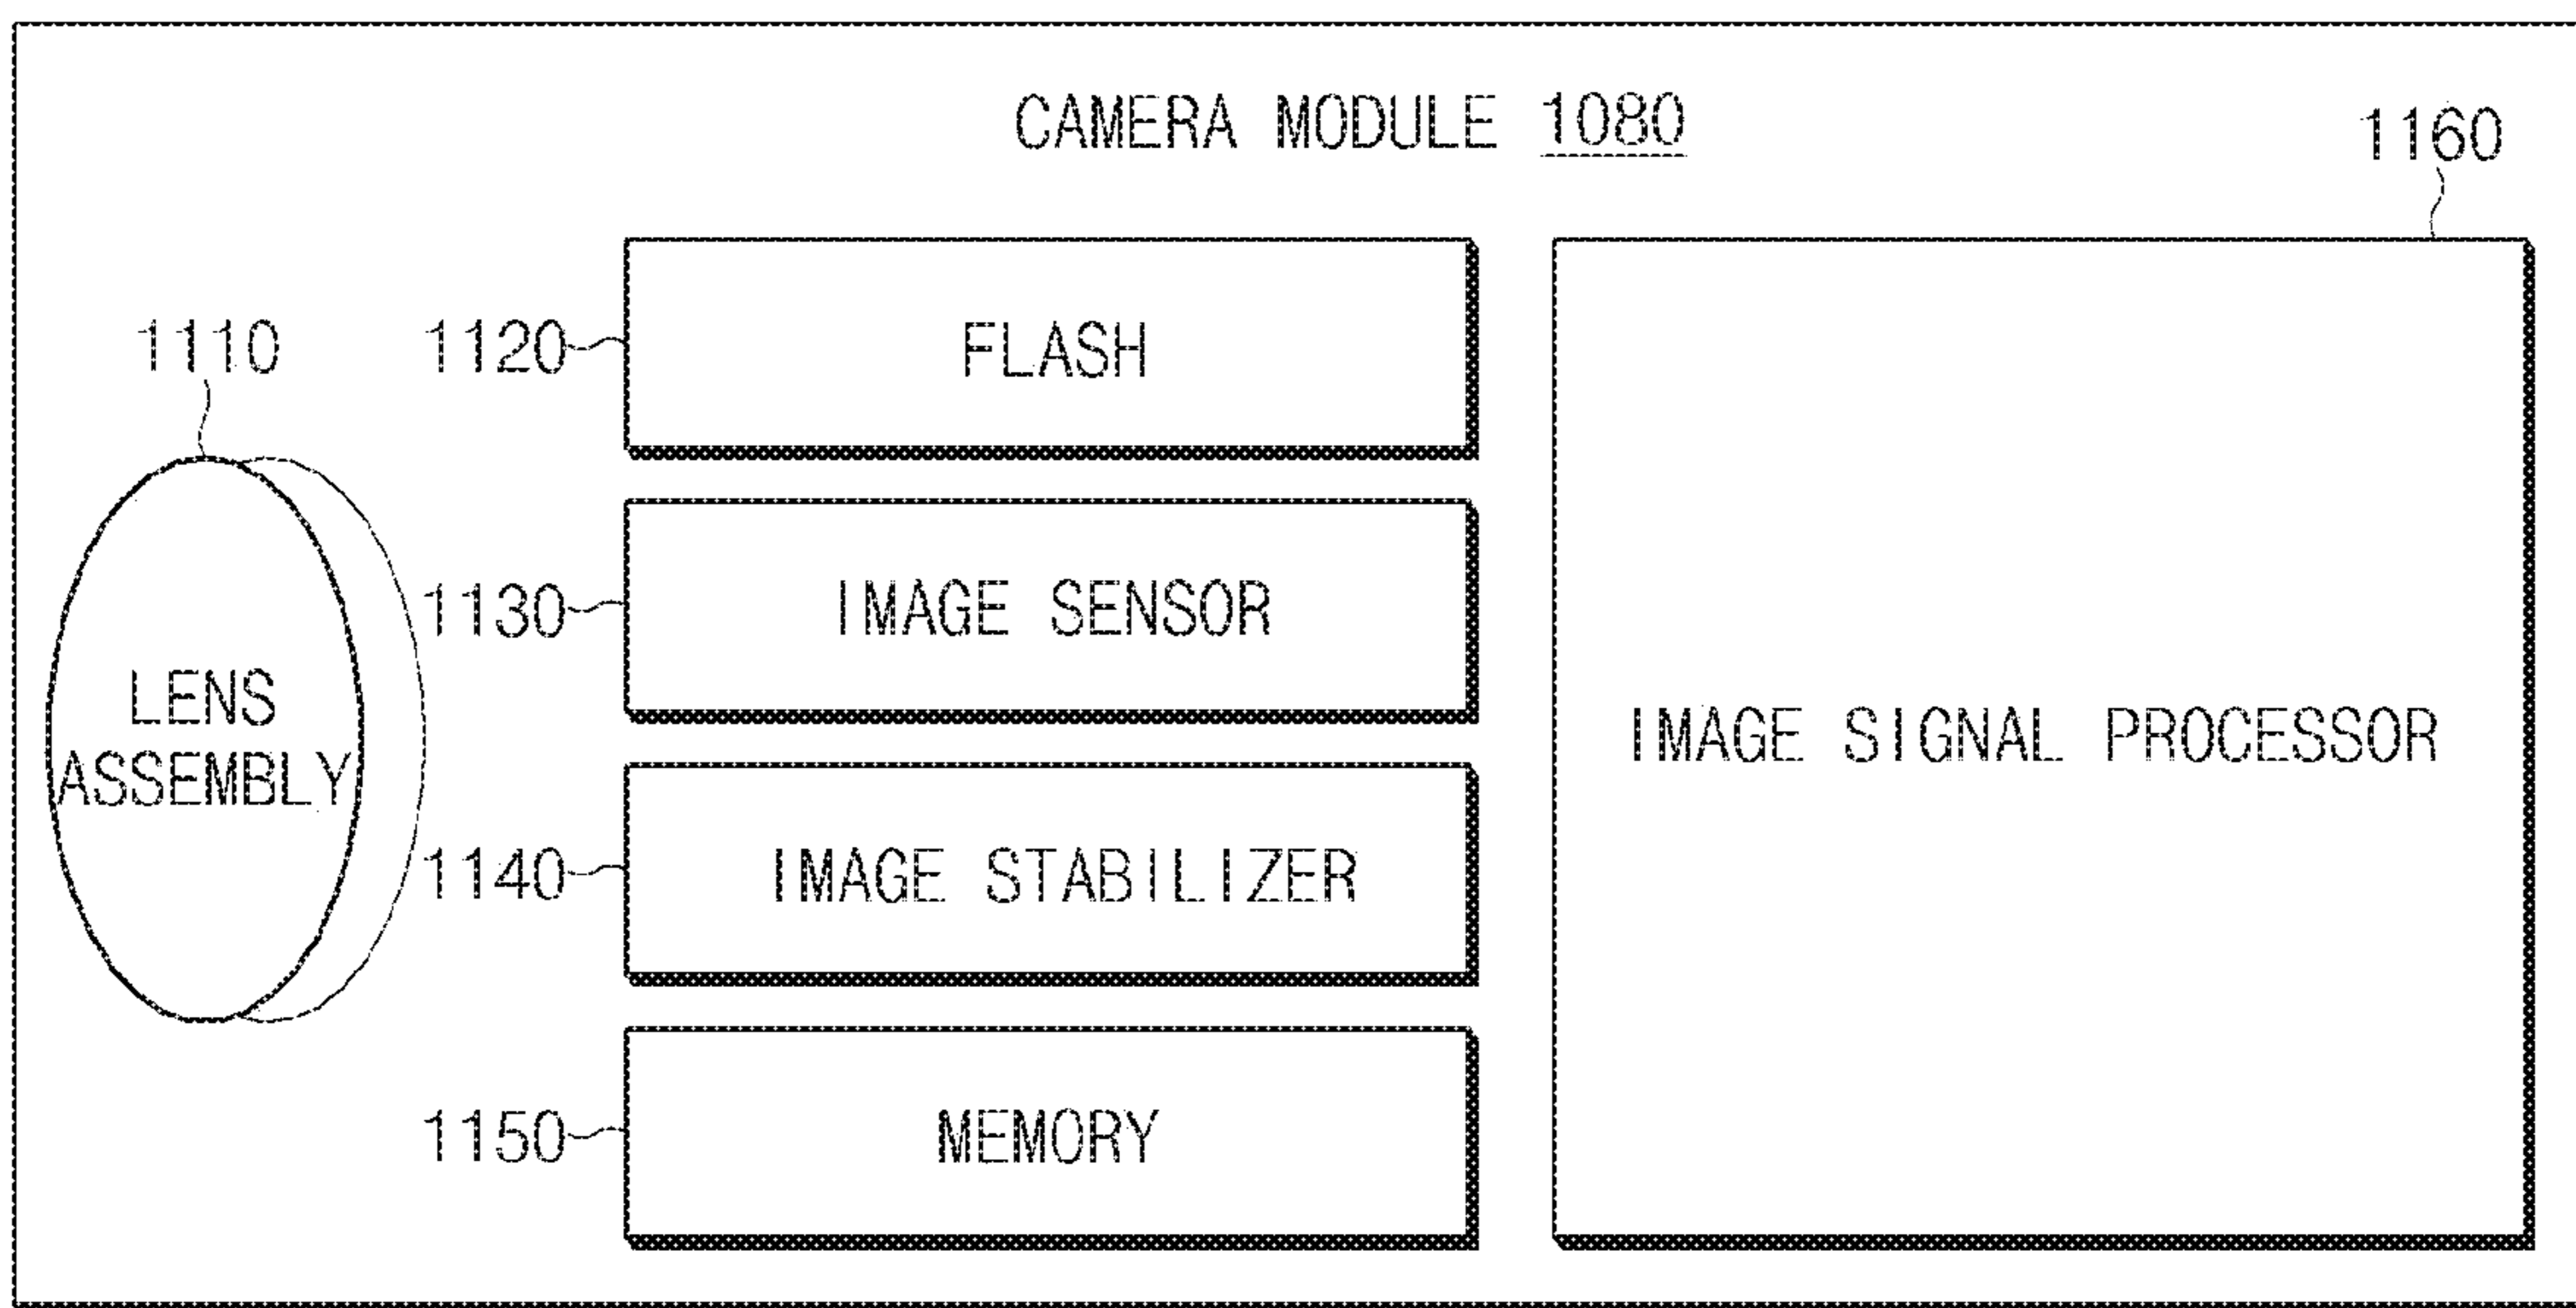 CAMERA MODULE 1080
1160
1110
LENS
ASSEMBLY
1120
FLASH
1130
IMAGE SENSOR
1140
IMAGE STABILIZER
1150
MEMORY
IMAGE SIGNAL PROCESSOR